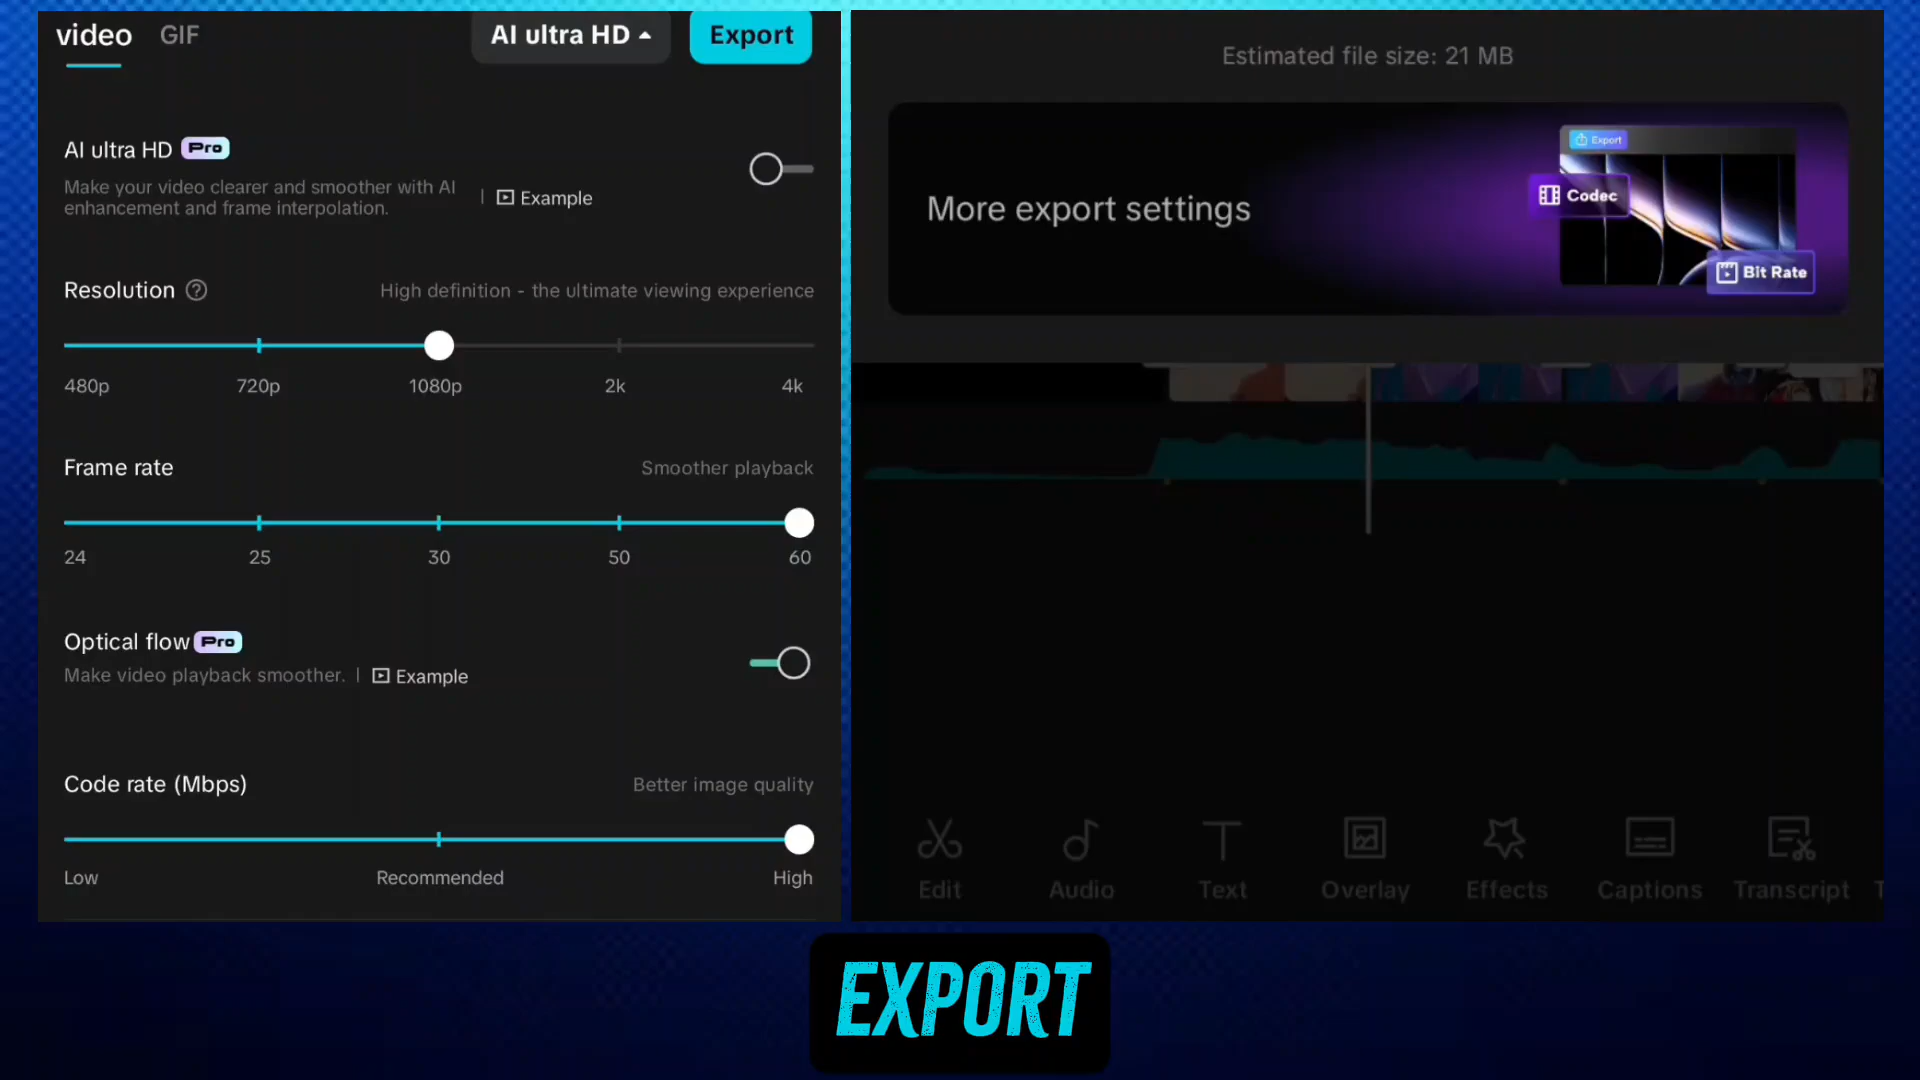 video GIF AI ultra HD Export
AI ultra HD Pro
Make your video clearer and smoother with AI
enhancement and frame interpolation.
Example
Resolution ? High definition - the ultimate viewing experience
480p 720p 1080p 2k 4k
Frame rate Smoother playback
24 25 30 50 60
Optical flow Pro
Make video playback smoother. Example
Code rate (Mbps) Better image quality
Low Recommended High
Estimated file size: 21 MB
Export
Codec
More export settings
Bit Rate
Edit Audio Text Overlay Effects Captions Transcript
EXPORT